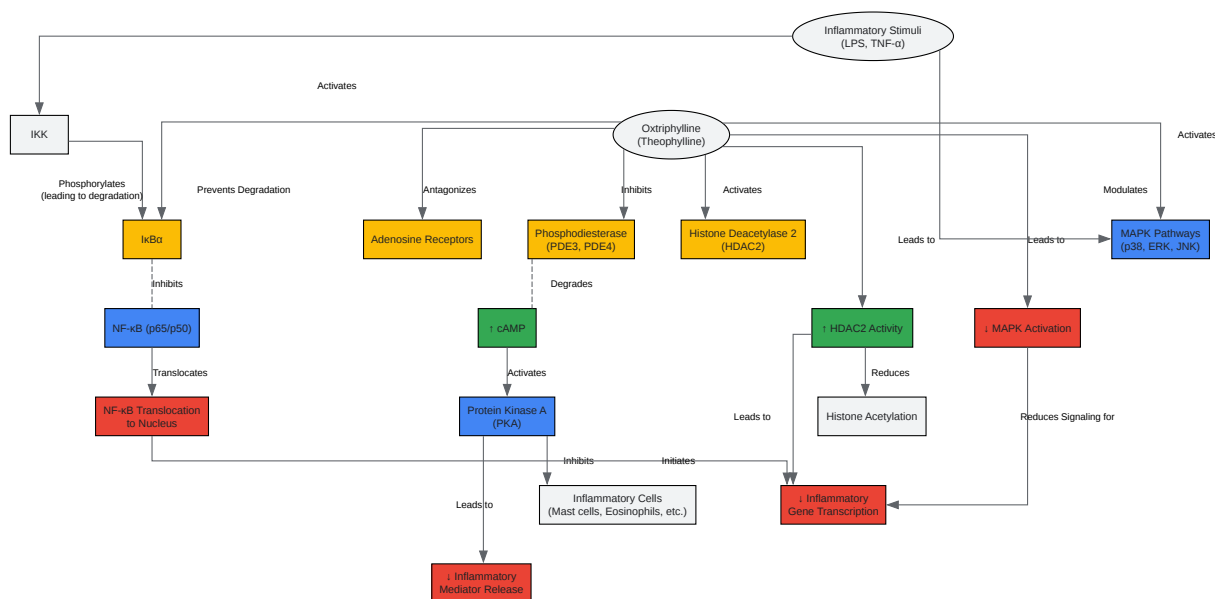 Inflammatory Stimuli
(LPS, TNF-α)
Activates
IKK
Oxtriphylline
(Theophylline)
Activates
Phosphorylates
(leading to degradation)
Prevents Degradation
Antagonizes
Inhibits
Activates
Modulates
IκBα
Adenosine Receptors
Phosphodiesterase
(PDE3, PDE4)
Histone Deacetylase 2
(HDAC2)
Leads to
Leads to
MAPK Pathways
(p38, ERK, JNK)
Inhibits
Degrades
NF-κB (p65/p50)
↑ cAMP
↑ HDAC2 Activity
↓ MAPK Activation
Translocates
Activates
Reduces
NF-κB Translocation
to Nucleus
Protein Kinase A
(PKA)
Leads to
Histone Acetylation
Reduces Signaling for
Inhibits
Initiates
Leads to
Inflammatory Cells
(Mast cells, Eosinophils, etc.)
↓ Inflammatory
Gene Transcription
↓ Inflammatory
Mediator Release